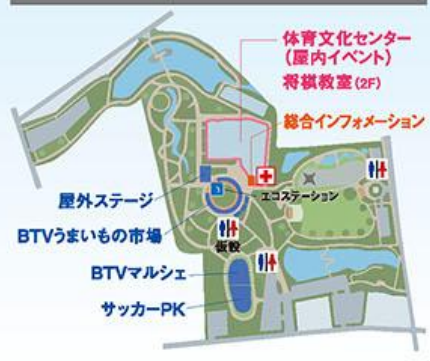 体育文化センター
(屋内イベント)
将棋教室(2F)
総合インフォメーション
エコステーション
屋外ステージ
BTVうまいもの市場
仮設
BTVマルシェ
サッカーPK